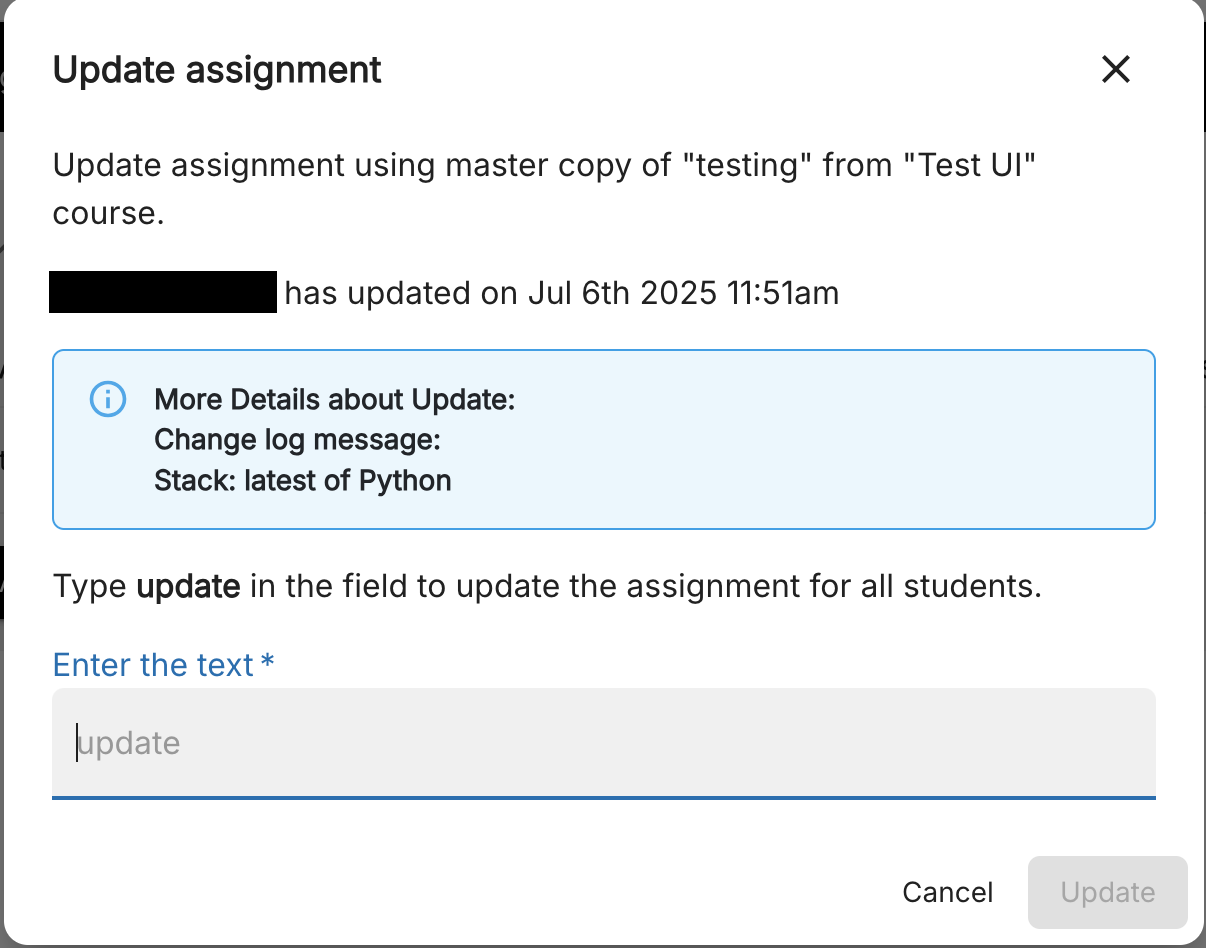 Update assignment
Update assignment using master copy of "testing" from "Test UI"
course.
has updated on Jul 6th 2025 11:51am
More Details about Update:
Change log message:
Stack: latest of Python
Type update in the field to update the assignment for all students.
Enter the text *
update
Cancel
Update